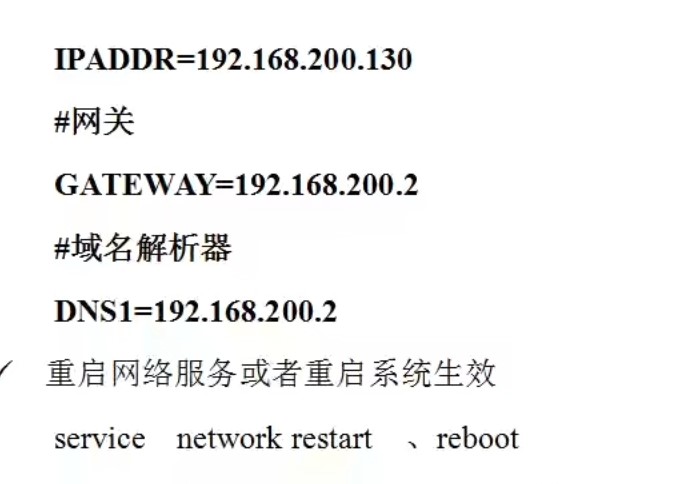 IPADDR=192.168.200.130
#网关
GATEWAY=192.168.200.2
#域名解析器
DNS1=192.168.200.2
✓ 重启网络服务或者重启系统生效
service network restart 、reboot